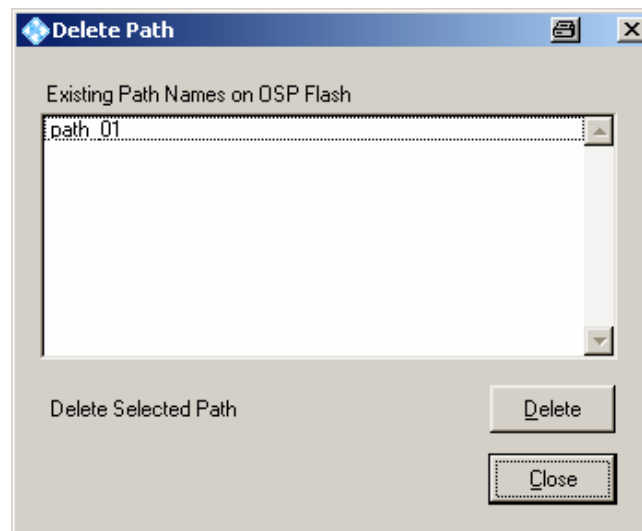 Delete Path
Existing Path Names on OSP Flash
path_01
Delete Selected Path
Delete
Close